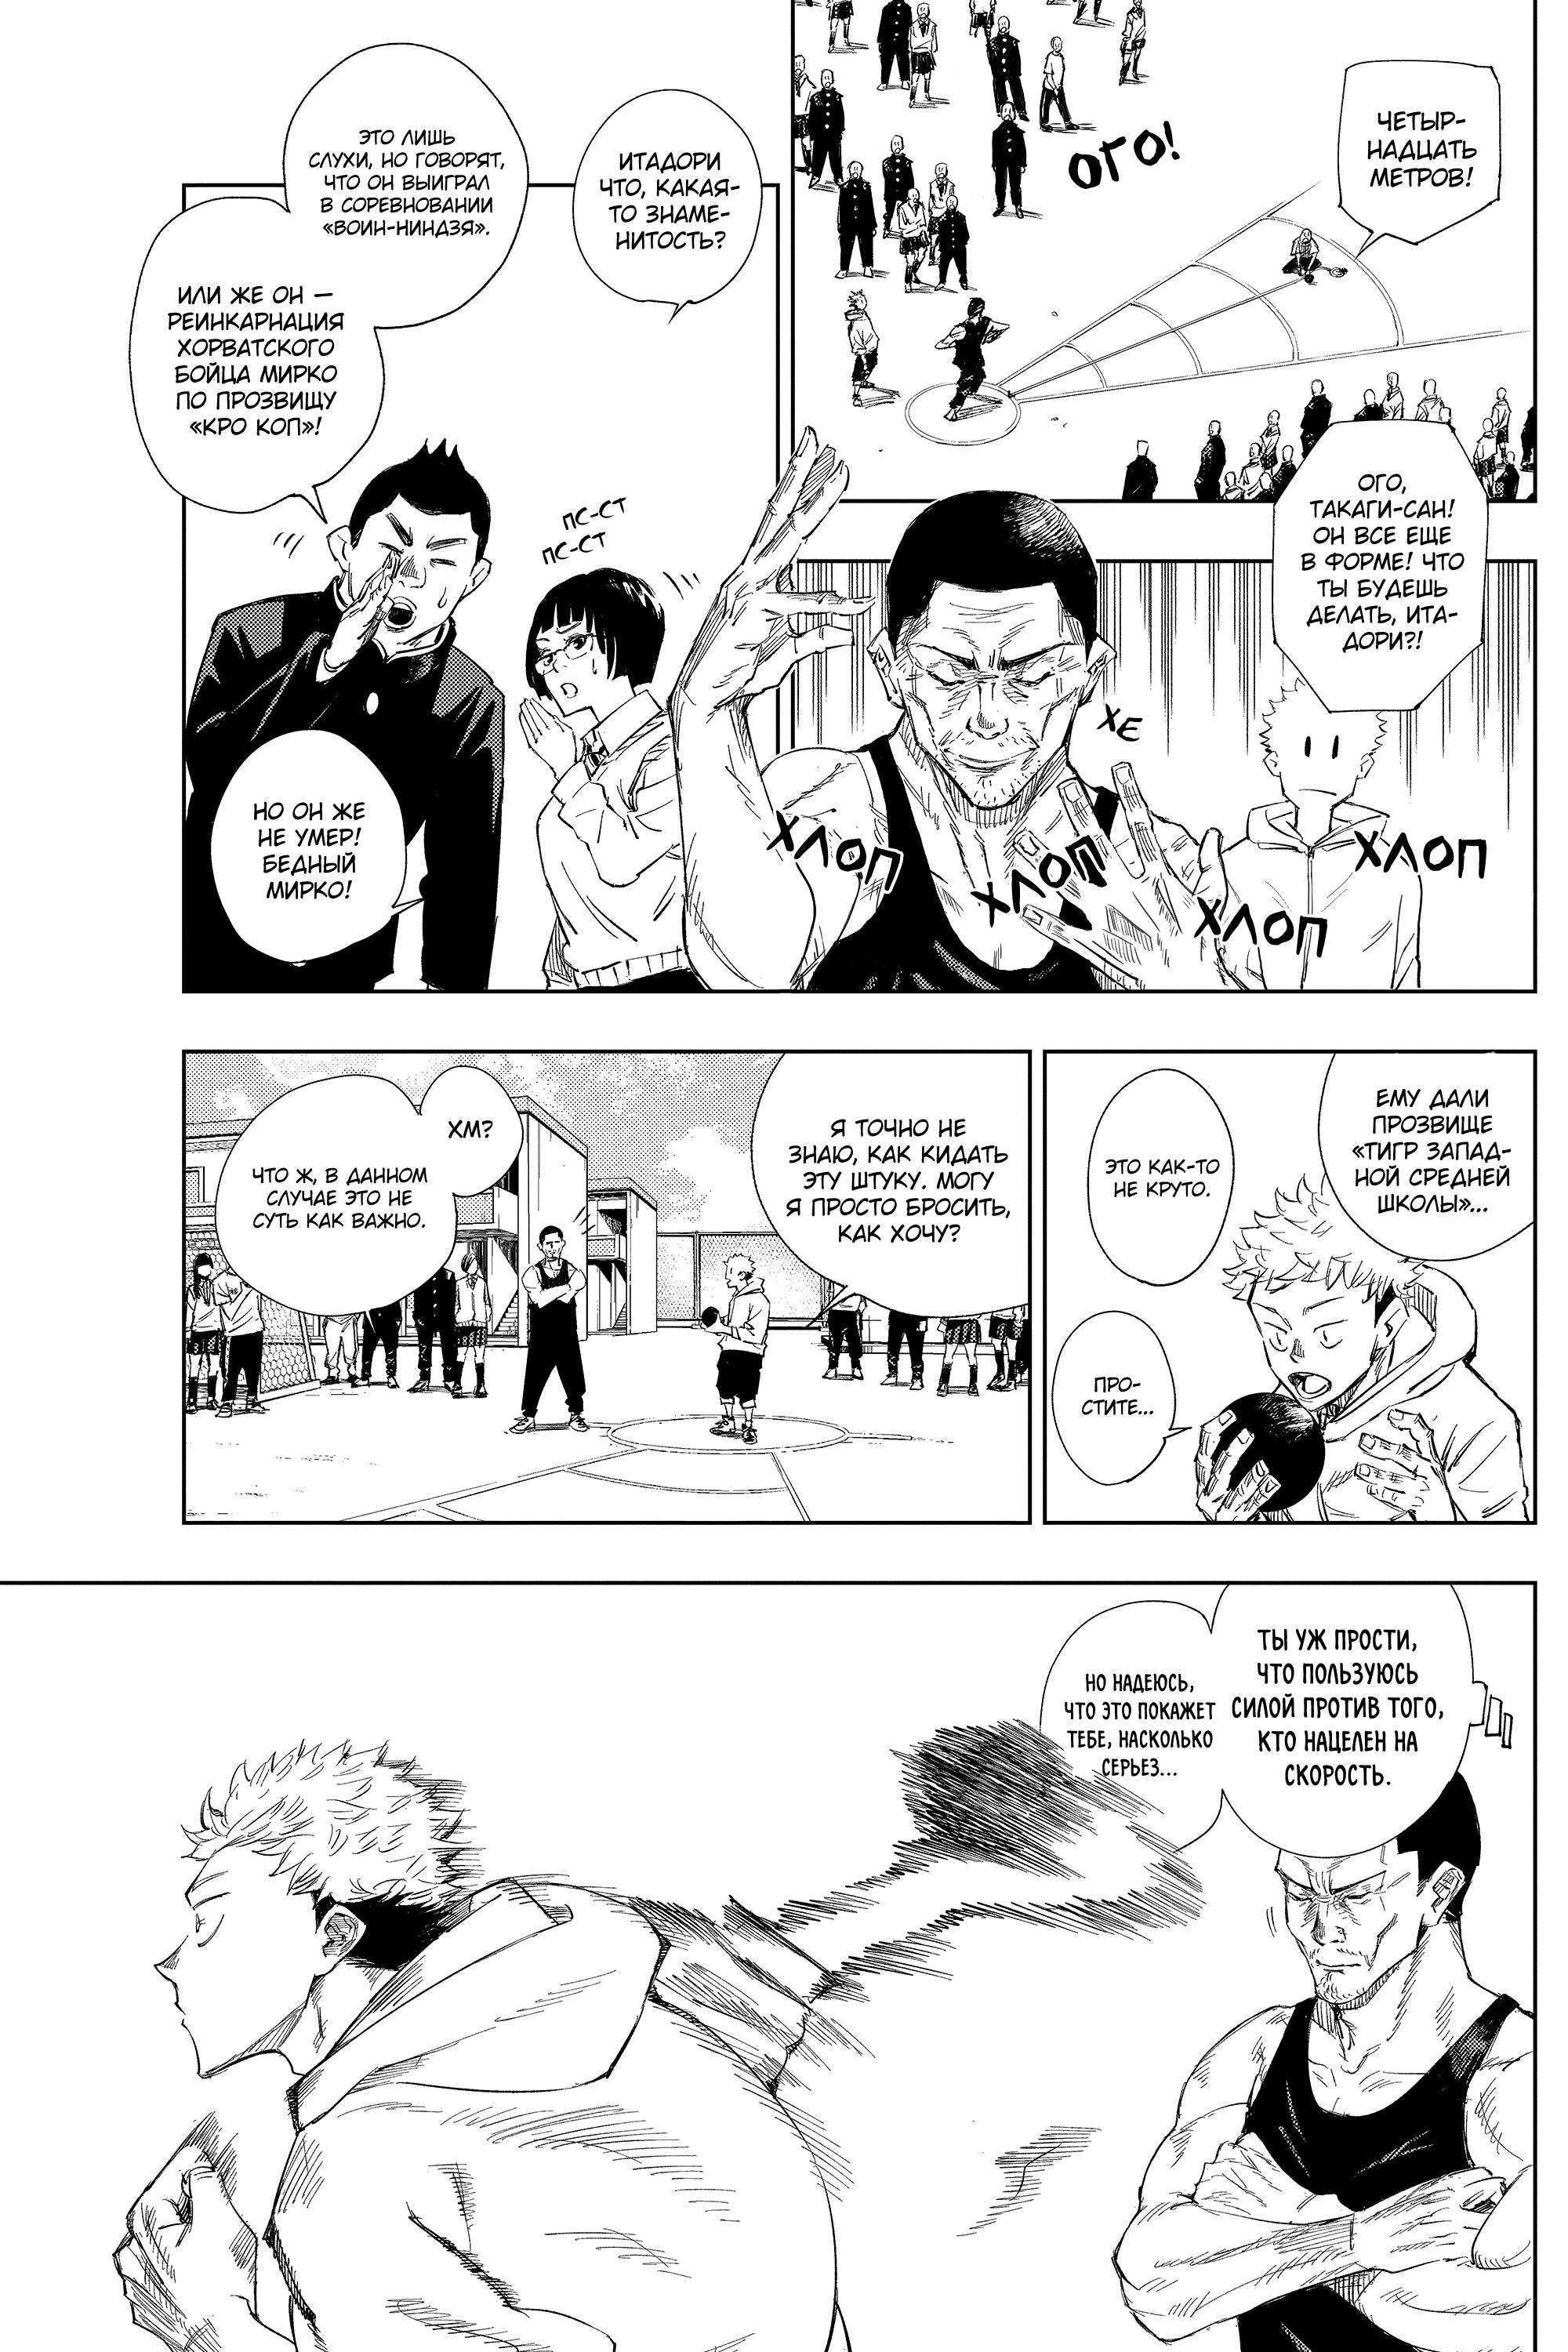 ЧЕТЫР-
НАДЦАТЬ
МЕТРОВ!
ОГО!
ОГО,
ТАКАГИ-САН!
ОН ВСЕ ЕЩЕ
В ФОРМЕ! ЧТО
ТЫ БУДЕШЬ
ДЕЛАТЬ, ИТА-
ДОРИ?!
ХЕ
ХЛОП
ХЛОП
ХЛОП
ХЛОП
ИТАДОРИ
ЧТО, КАКАЯ-
ТО ЗНАМЕ-
НИТОСТЬ?
ЭТО ЛИШЬ
СЛУХИ, НО ГОВОРЯТ,
ЧТО ОН ВЫИГРАЛ
В СОРЕВНОВАНИИ
«ВОИН-НИНДЗЯ».
ИЛИ ЖЕ ОН —
РЕИНКАРНАЦИЯ
ХОРВАТСКОГО
БОЙЦА МИРКО
ПО ПРОЗВИЩУ
«КРО КОП»!
ПС-СТ
ПС-СТ
НО ОН ЖЕ
НЕ УМЕР!
БЕДНЫЙ
МИРКО!
ЕМУ ДАЛИ
ПРОЗВИЩЕ
«ТИГР ЗАПАД-
НОЙ СРЕДНЕЙ
ШКОЛЫ»...
ЭТО КАК-ТО
НЕ КРУТО.
ПРО-
СТИТЕ...
Я ТОЧНО НЕ
ЗНАЮ, КАК КИДАТЬ
ЭТУ ШТУКУ. МОГУ
Я ПРОСТО БРОСИТЬ,
КАК ХОЧУ?
ХМ?
ЧТО Ж, В ДАННОМ
СЛУЧАЕ ЭТО НЕ
СУТЬ КАК ВАЖНО.
ТЫ УЖ ПРОСТИ,
ЧТО ПОЛЬЗУЮСЬ
СИЛОЙ ПРОТИВ ТОГО,
КТО НАЦЕЛЕН НА
СКОРОСТЬ.
НО НАДЕЮСЬ,
ЧТО ЭТО ПОКАЖЕТ
ТЕБЕ, НАСКОЛЬКО
СЕРЬЕЗ...